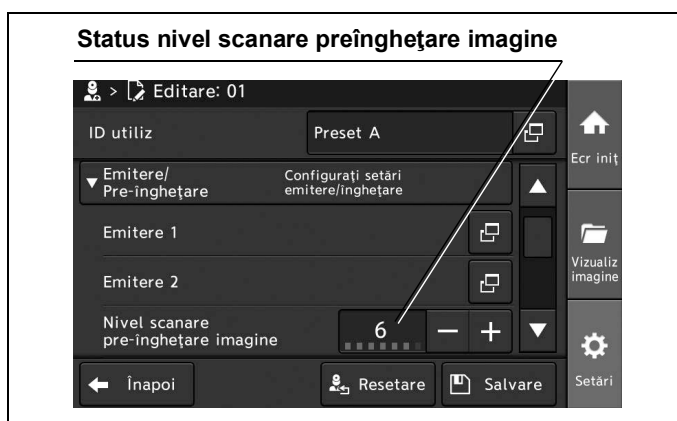 Status nivel scanare preîngheţare imagine
> Editare: 01
ID utiliz
Preset A
Ecr iniț
Emitere/
Pre-îngheţare
Configuraţi setări
emitere/îngheţare
Emitere 1
Vizualiz
imagine
Emitere 2
Nivel scanare
pre-îngheţare imagine
6
− +
Înapoi
Resetare
Salvare
Setări